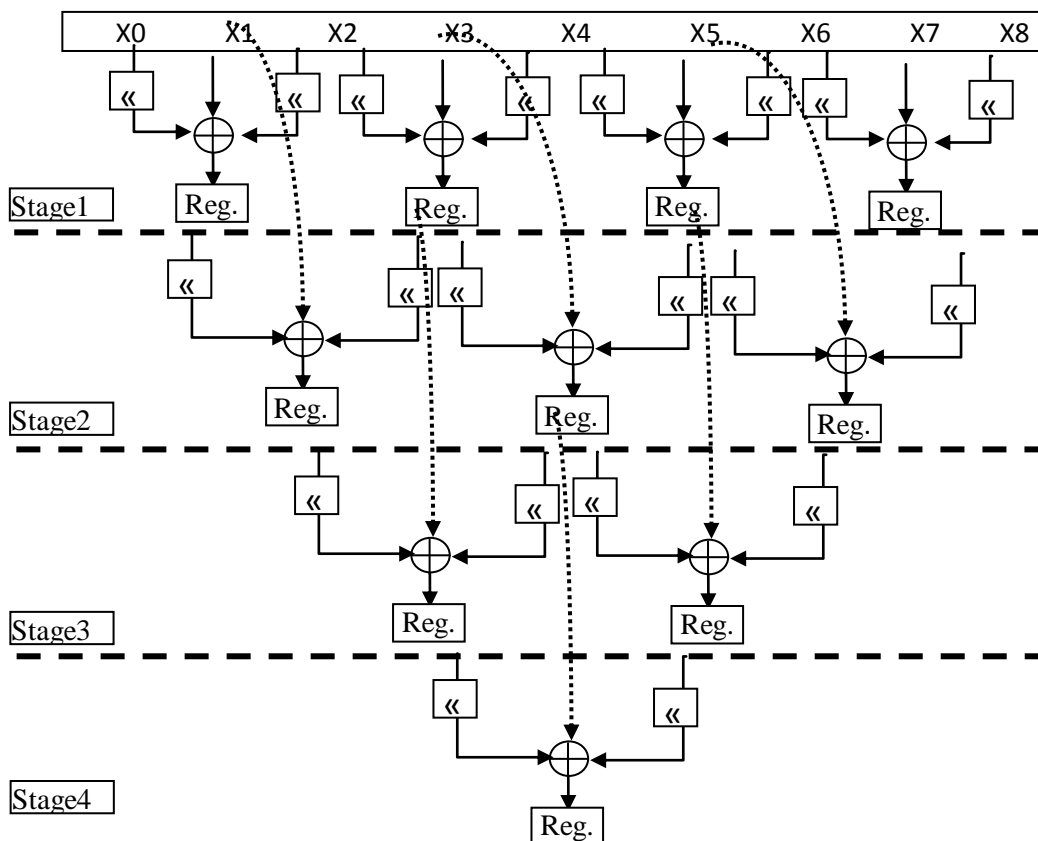 X0 X1 X2 X3 X4 X5 X6 X7 X8
« « « « « « « «
Stage1 Reg. Reg. Reg. Reg.
« « « « « «
Stage2 Reg. Reg. Reg.
« « « «
Stage3 Reg. Reg.
« «
Stage4 Reg.